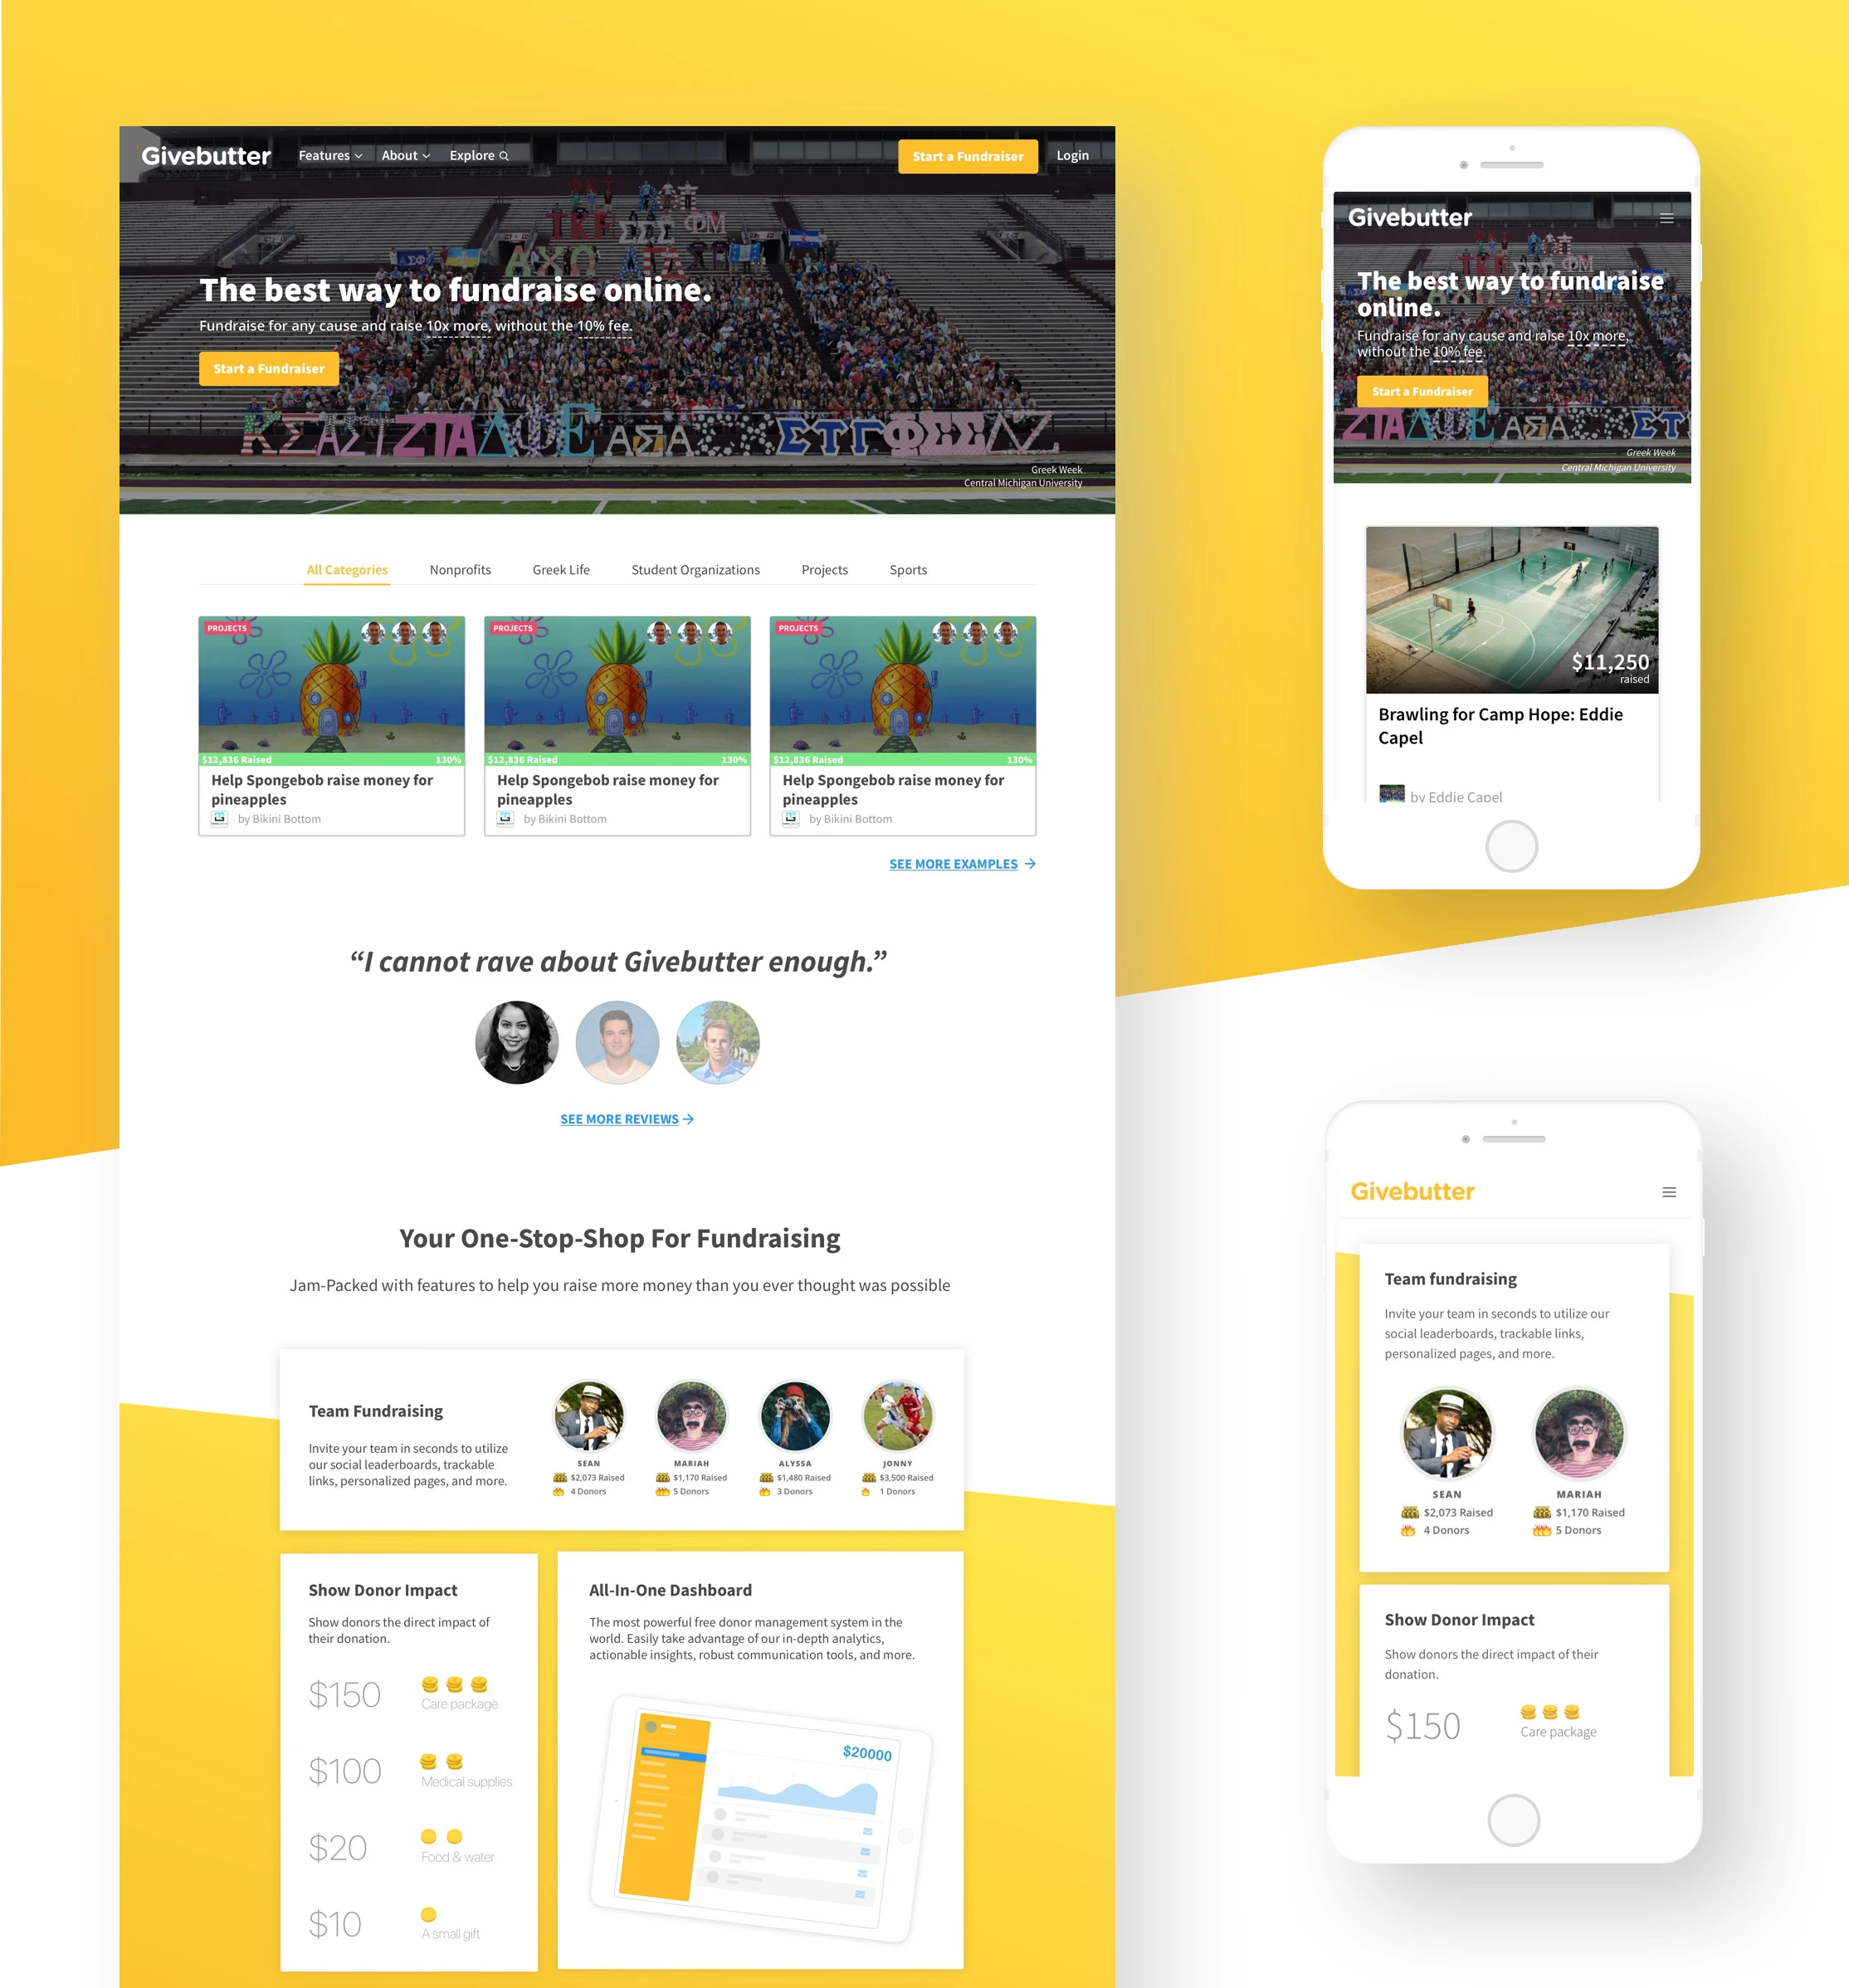 Givebutter
Features
About
Explore
Start a Fundraiser
Login
The best way to fundraise online.
Fundraise for any cause and raise 10x more, without the 10% fee.
Start a Fundraiser
ΚΣ ΑΣΤ ΖΤΑ
ΑΣΑ
ΣΤΓ ΦΣΣ
Greek Week
Central Michigan University
All Categories
Nonprofits
Greek Life
Student Organizations
Projects
Sports
PROJECTS
PROJECTS
PROJECTS
$12,836 Raised 130%
$12,836 Raised 130%
$12,836 Raised 130%
Help Spongebob raise money for
pineapples
by Bikini Bottom
Help Spongebob raise money for
pineapples
by Bikini Bottom
Help Spongebob raise money for
pineapples
by Bikini Bottom
SEE MORE EXAMPLES
“I cannot rave about Givebutter enough.”
SEE MORE REVIEWS
Your One-Stop-Shop For Fundraising
Jam-Packed with features to help you raise more money than you ever thought was possible
Team Fundraising
Invite your team in seconds to utilize
our social leaderboards, trackable
links, personalized pages, and more.
SEAN
$2,073 Raised
4 Donors
MARIAH
$1,170 Raised
5 Donors
ALYSSA
$1,480 Raised
3 Donors
JONNY
$3,500 Raised
1 Donors
Show Donor Impact
Show donors the direct impact of
their donation.
$150
Care package
$100
Medical supplies
$20
Food & water
$10
A small gift
All-In-One Dashboard
The most powerful free donor management system in the
world. Easily take advantage of our in-depth analytics,
actionable insights, robust communication tools, and more.
$20000
Givebutter
The best way to fundraise
online.
Fundraise for any cause and raise 10x more,
without the 10% fee.
Start a Fundraiser
ΖΤΑ
ΑΣΑ
ΣΤ
Greek Week
Central Michigan University
$11,250
raised
Brawling for Camp Hope: Eddie
Capel
by Eddie Capel
Givebutter
Team fundraising
Invite your team in seconds to utilize our
social leaderboards, trackable links,
personalized pages, and more.
SEAN
$2,073 Raised
4 Donors
MARIAH
$1,170 Raised
5 Donors
Show Donor Impact
Show donors the direct impact of their
donation.
$150
Care package